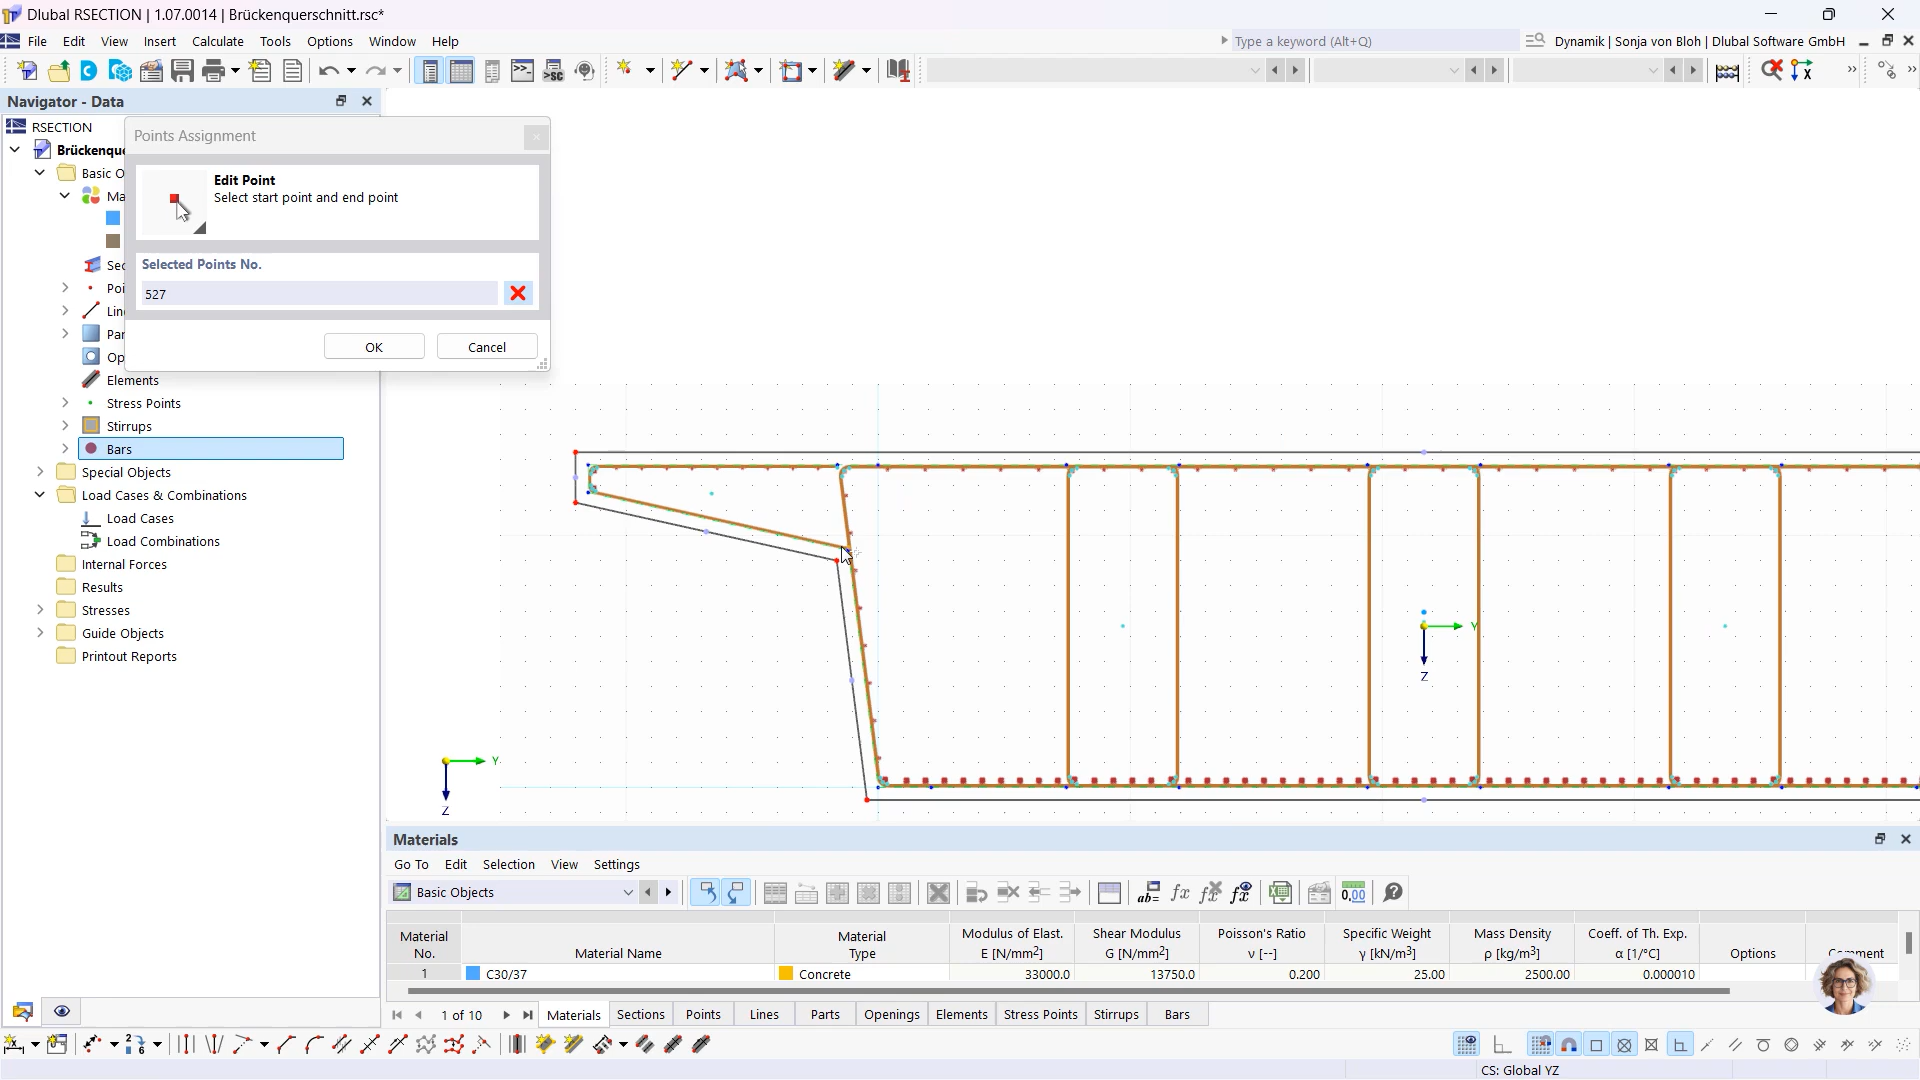 Dlubal RSECTION | 1.07.0014 | Brückenquerschnitt.rsc*
File Edit View Insert Calculate Tools Options Window Help
Type a keyword (Alt+Q)
Dynamik | Sonja von Bloh | Dlubal Software GmbH
Navigator - Data
RSECTION
Brückenque
Basic O
Ma
Sec
Poi
Lin
Par
Op
Elements
Stress Points
Stirrups
Bars
Special Objects
Load Cases & Combinations
Load Cases
Load Combinations
Internal Forces
Results
Stresses
Guide Objects
Printout Reports
Points Assignment
Edit Point
Select start point and end point
Selected Points No.
527
OK Cancel
Y
Z
Y
Z
Materials
Go To Edit Selection View Settings
Basic Objects
Material No. Material Name Material Type Modulus of Elast. E [N/mm²] Shear Modulus G [N/mm²] Poisson's Ratio ν [--] Specific Weight γ [kN/m³] Mass Density ρ [kg/m³] Coeff. of Th. Exp. α [1/°C] Options Comment
1 C30/37 Concrete 33000.0 13750.0 0.200 25.00 2500.00 0.000010
1 of 10 Materials Sections Points Lines Parts Openings Elements Stress Points Stirrups Bars
CS: Global YZ